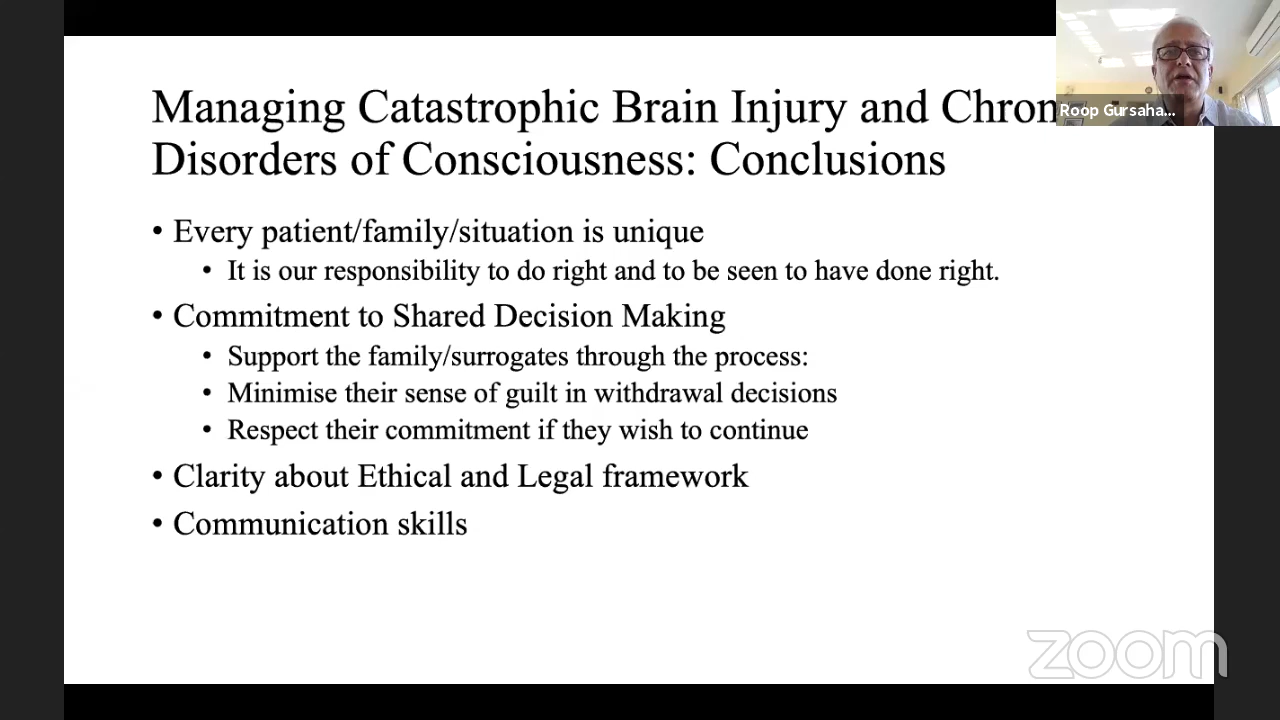 Managing Catastrophic Brain Injury and Chron
Disorders of Consciousness: Conclusions
Roop Gursaha...
• Every patient/family/situation is unique
• It is our responsibility to do right and to be seen to have done right.
• Commitment to Shared Decision Making
• Support the family/surrogates through the process:
• Minimise their sense of guilt in withdrawal decisions
• Respect their commitment if they wish to continue
• Clarity about Ethical and Legal framework
• Communication skills
zoom